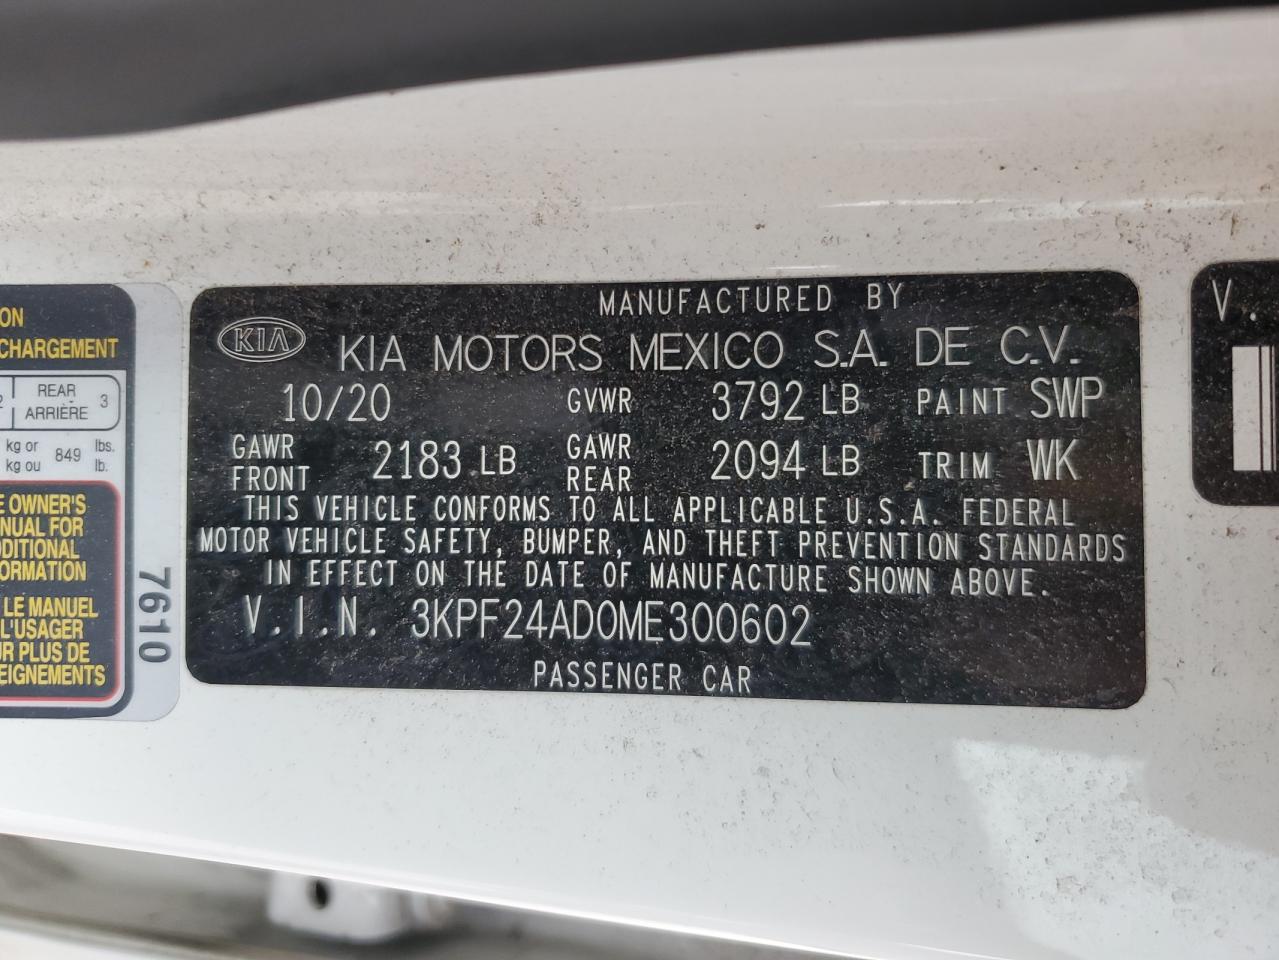 ON
CHARGEMENT
2 REAR 3
ARRIÈRE
kg or 849 lbs.
kg ou lb.
E OWNER'S
NUAL FOR
DDITIONAL
ORMATION
LE MANUEL
L'USAGER
UR PLUS DE
EIGNEMENTS
7610
MANUFACTURED BY
KIA KIA MOTORS MEXICO S.A. DE C.V.
10/20 GVWR 3792 LB PAINT SWP
GAWR FRONT 2183 LB GAWR REAR 2094 LB TRIM WK
THIS VEHICLE CONFORMS TO ALL APPLICABLE U.S.A. FEDERAL
MOTOR VEHICLE SAFETY, BUMPER, AND THEFT PREVENTION STANDARDS
IN EFFECT ON THE DATE OF MANUFACTURE SHOWN ABOVE.
V.I.N. 3KPF24AD0ME300602
PASSENGER CAR
V.